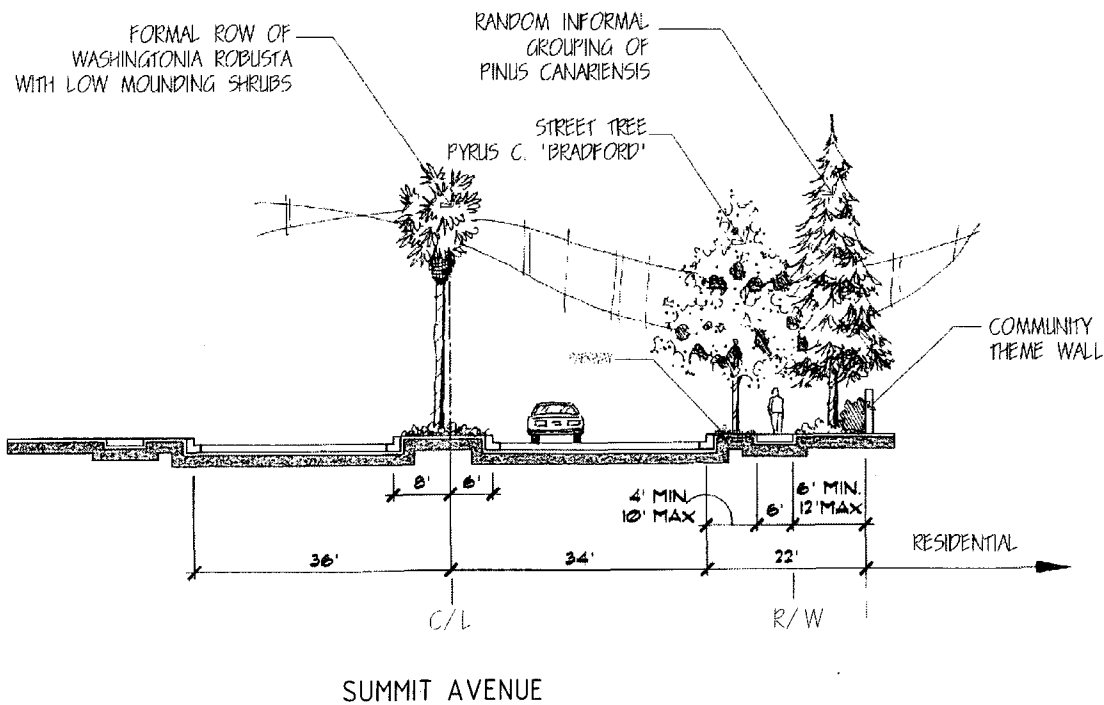 FORMAL ROW OF
WASHINGTONIA ROBUSTA
WITH LOW MOUNDING SHRUBS
RANDOM INFORMAL
GROUPING OF
PINUS CANARIENSIS
STREET TREE
PYRUS C. 'BRADFORD'
COMMUNITY
THEME WALL
8' 6'
4' MIN.
10' MAX
6'
6' MIN.
12' MAX
36' 34' 22'
RESIDENTIAL
C/L R/W
SUMMIT AVENUE